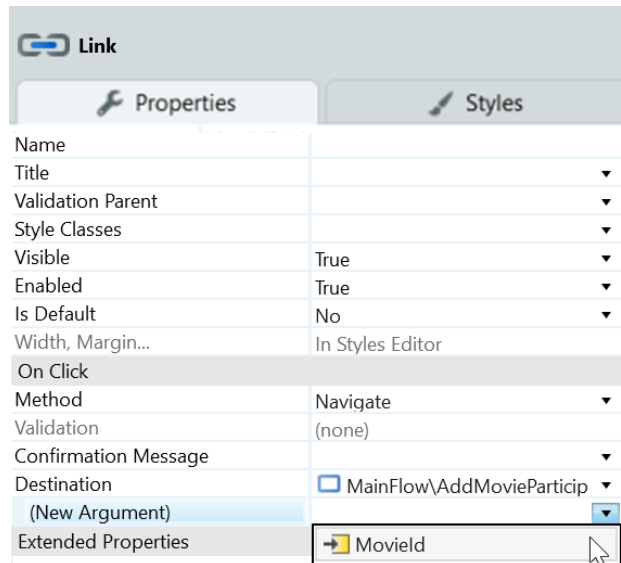 Link
Properties Styles
Name
Title
Validation Parent
Style Classes
Visible True
Enabled True
Is Default No
Width, Margin... In Styles Editor
On Click
Method Navigate
Validation (none)
Confirmation Message
Destination MainFlow\AddMovieParticip
(New Argument)
Extended Properties MovieId